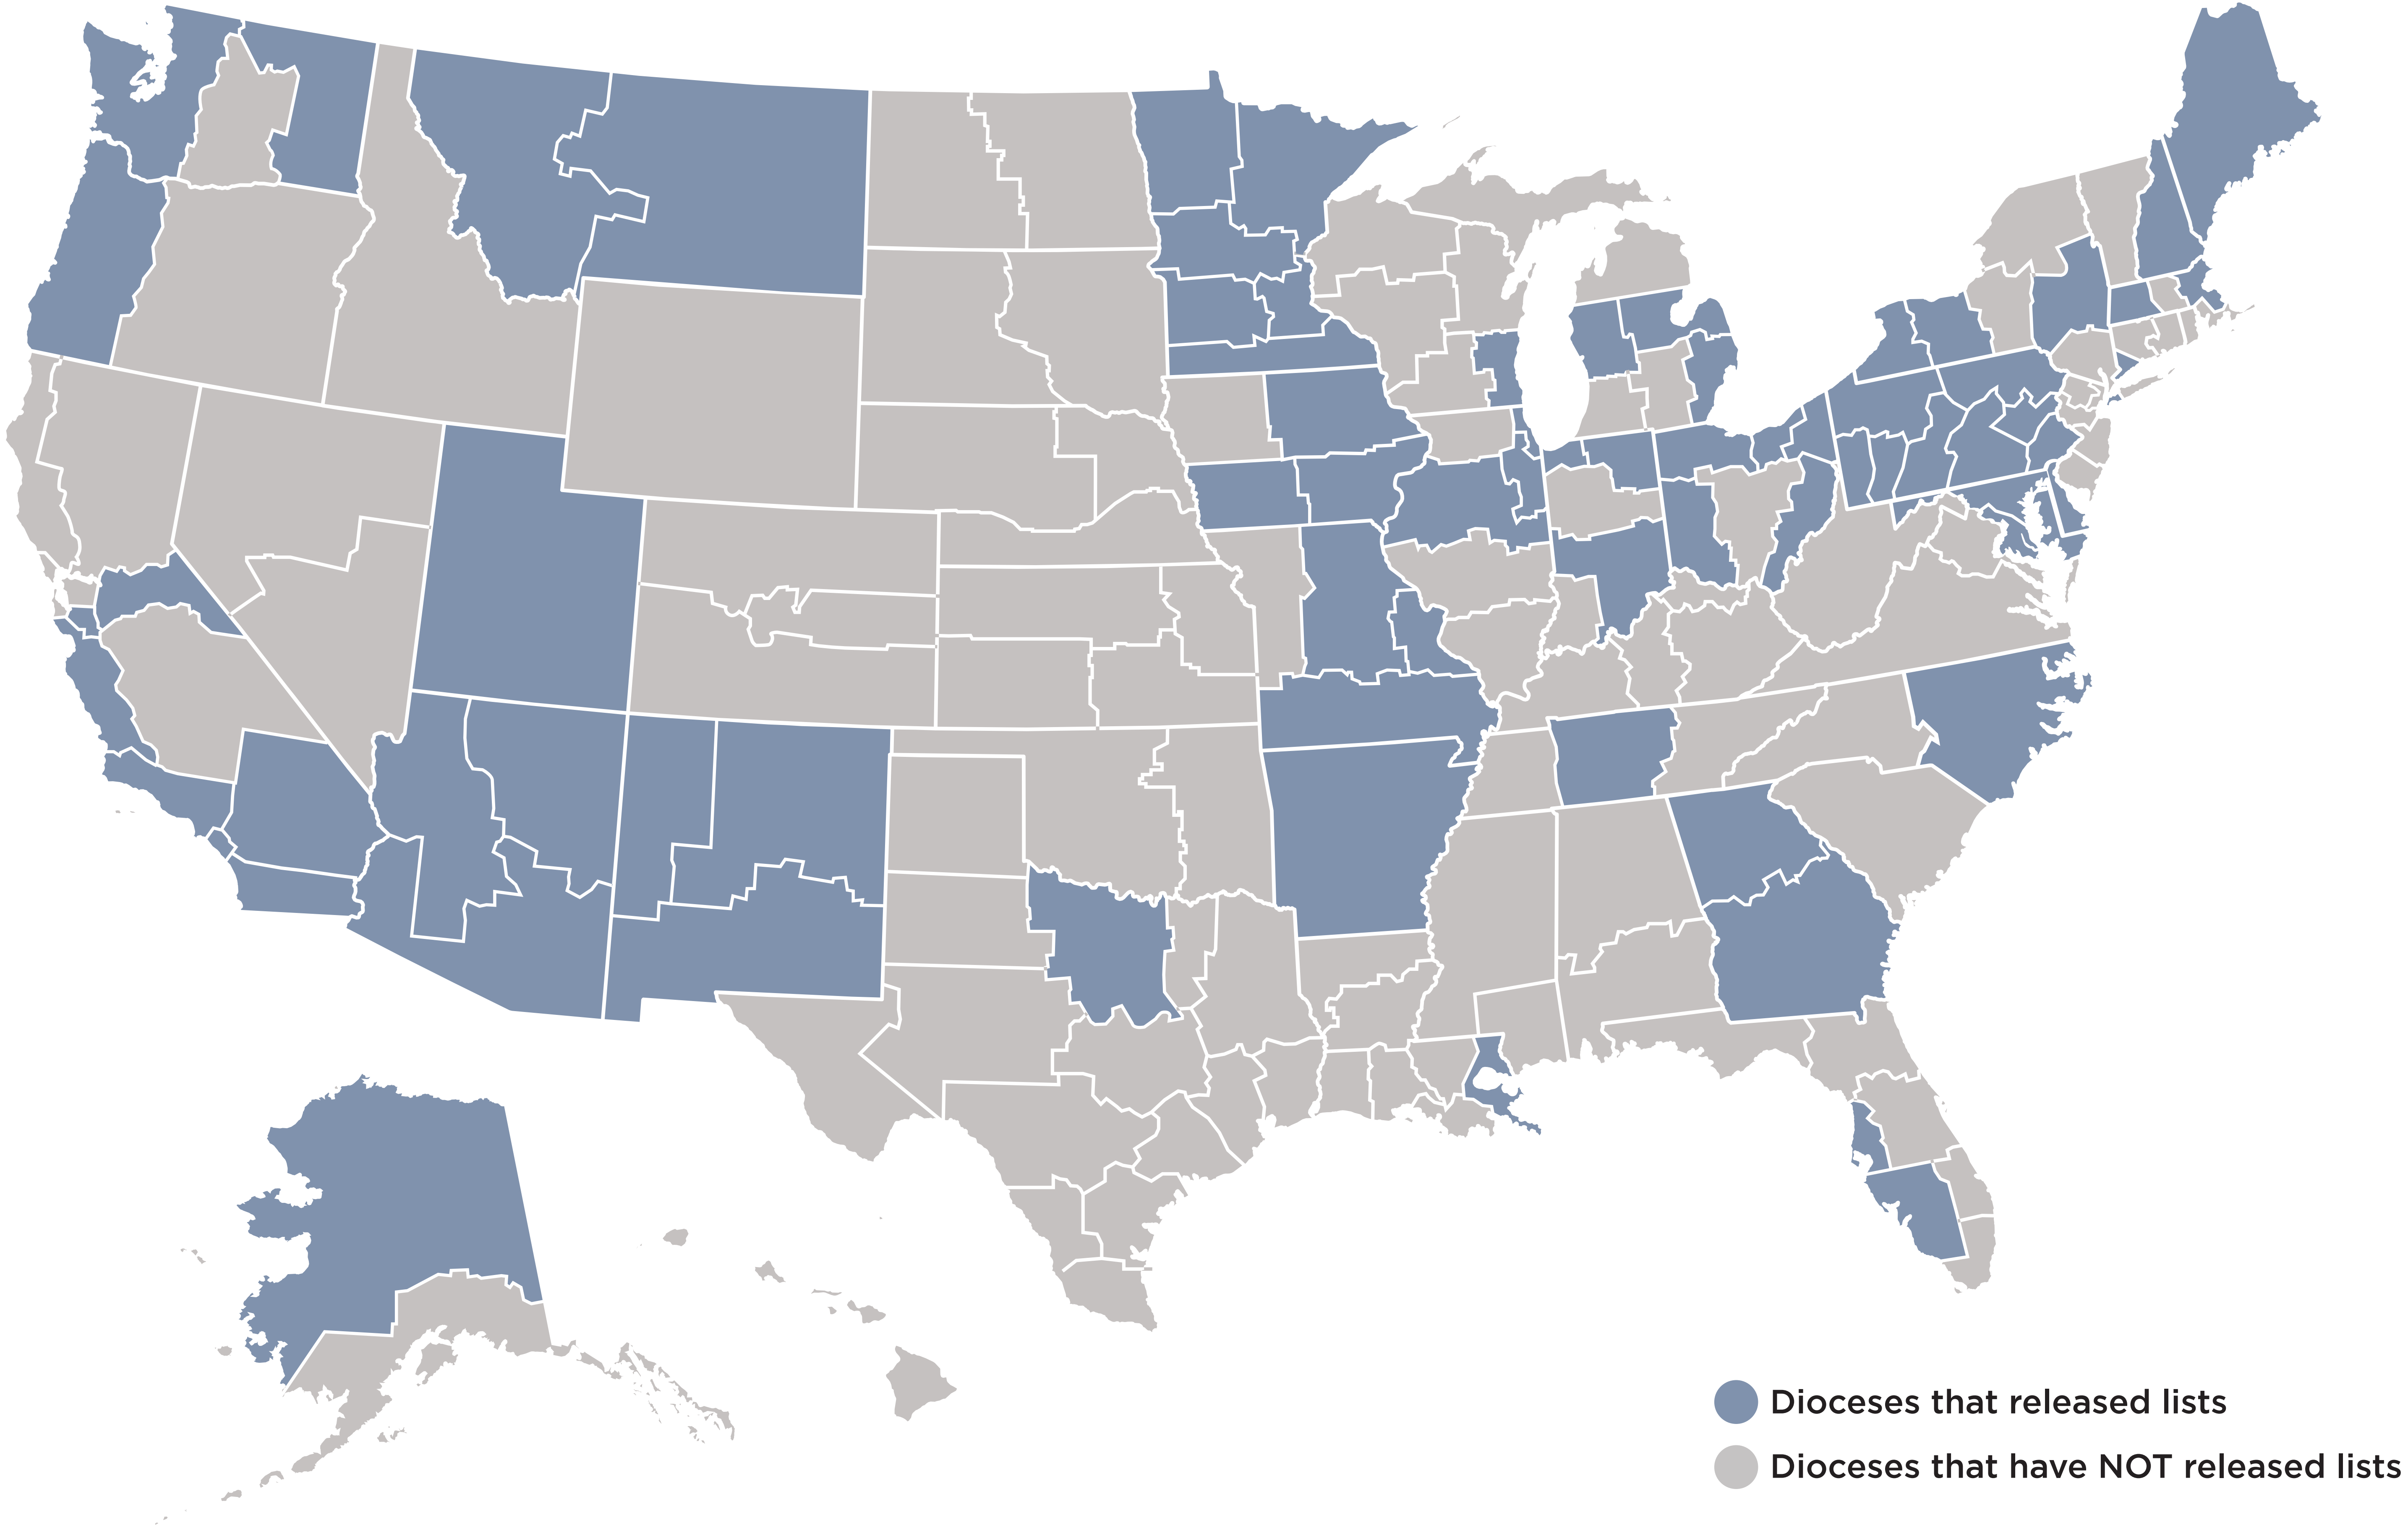 Dioceses that released lists
Dioceses that have NOT released lists